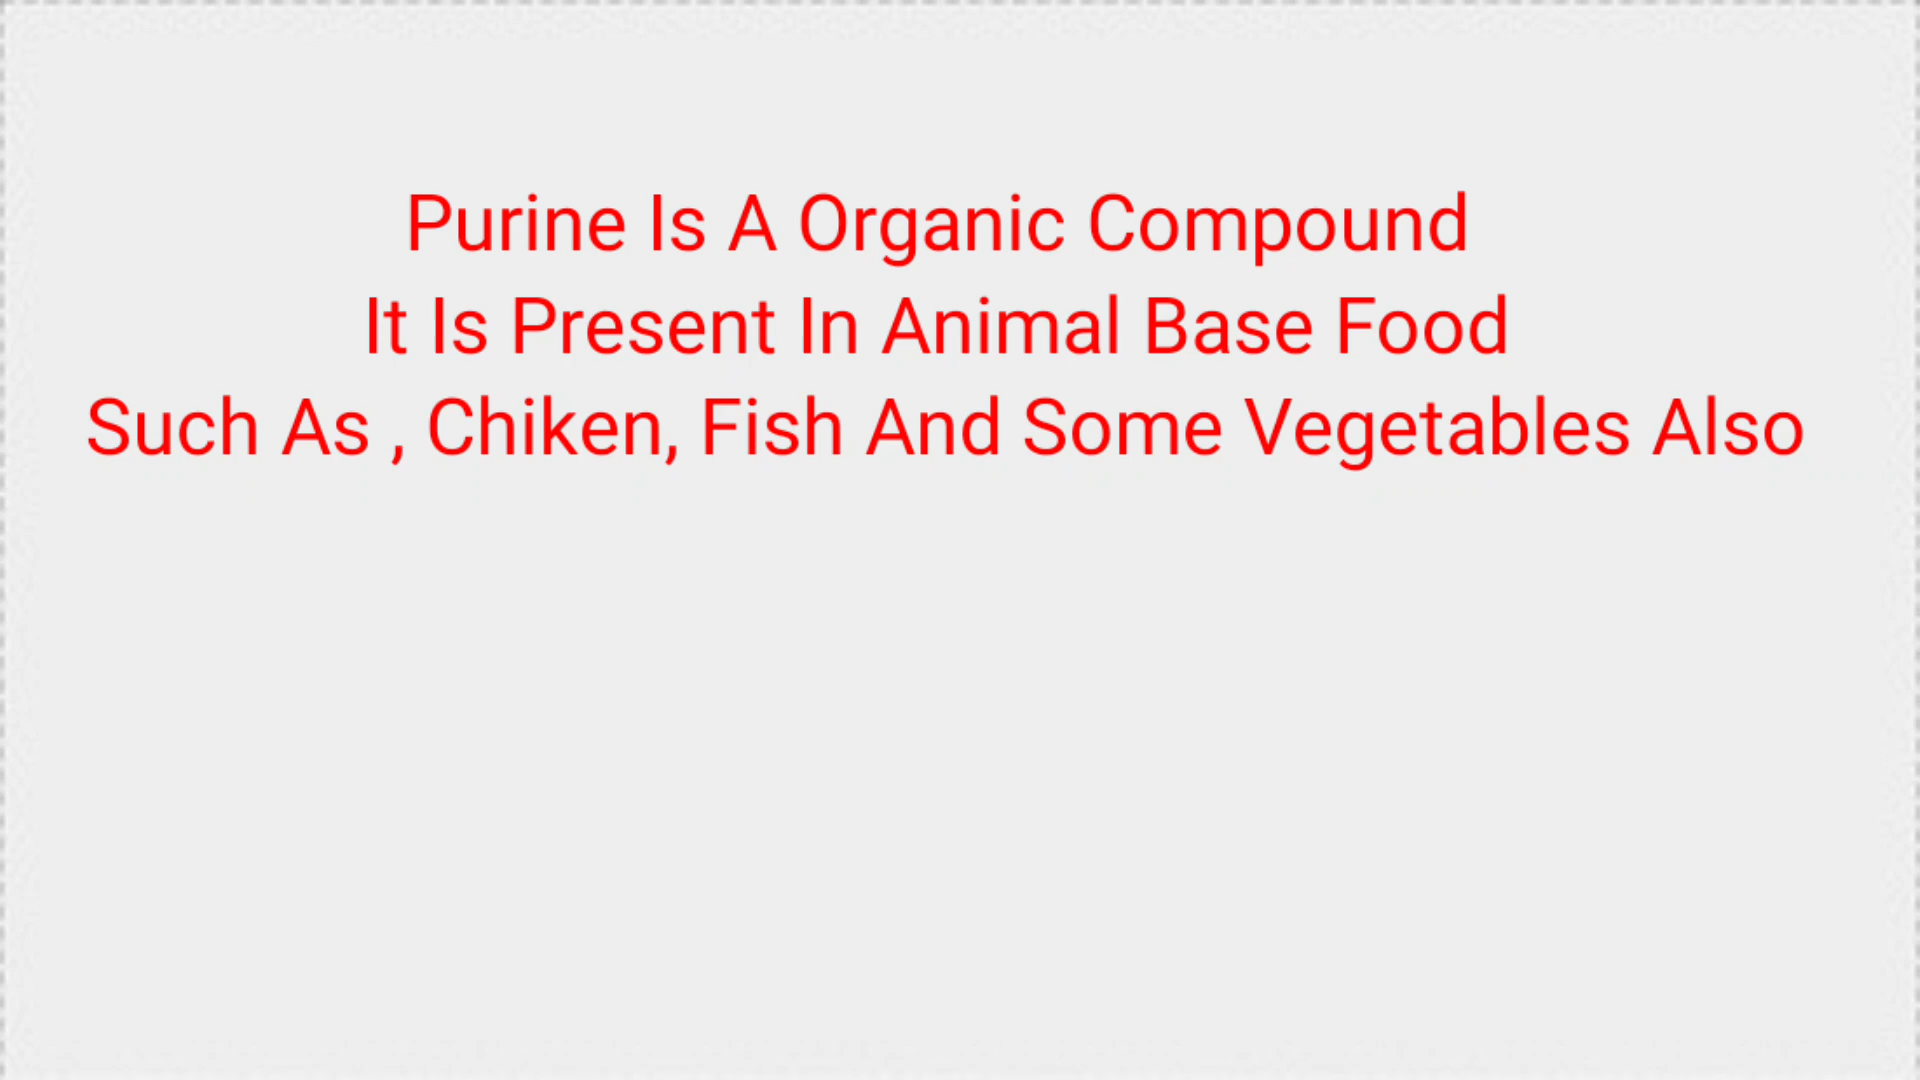 Purine Is A Organic Compound
It Is Present In Animal Base Food
Such As , Chiken, Fish And Some Vegetables Also